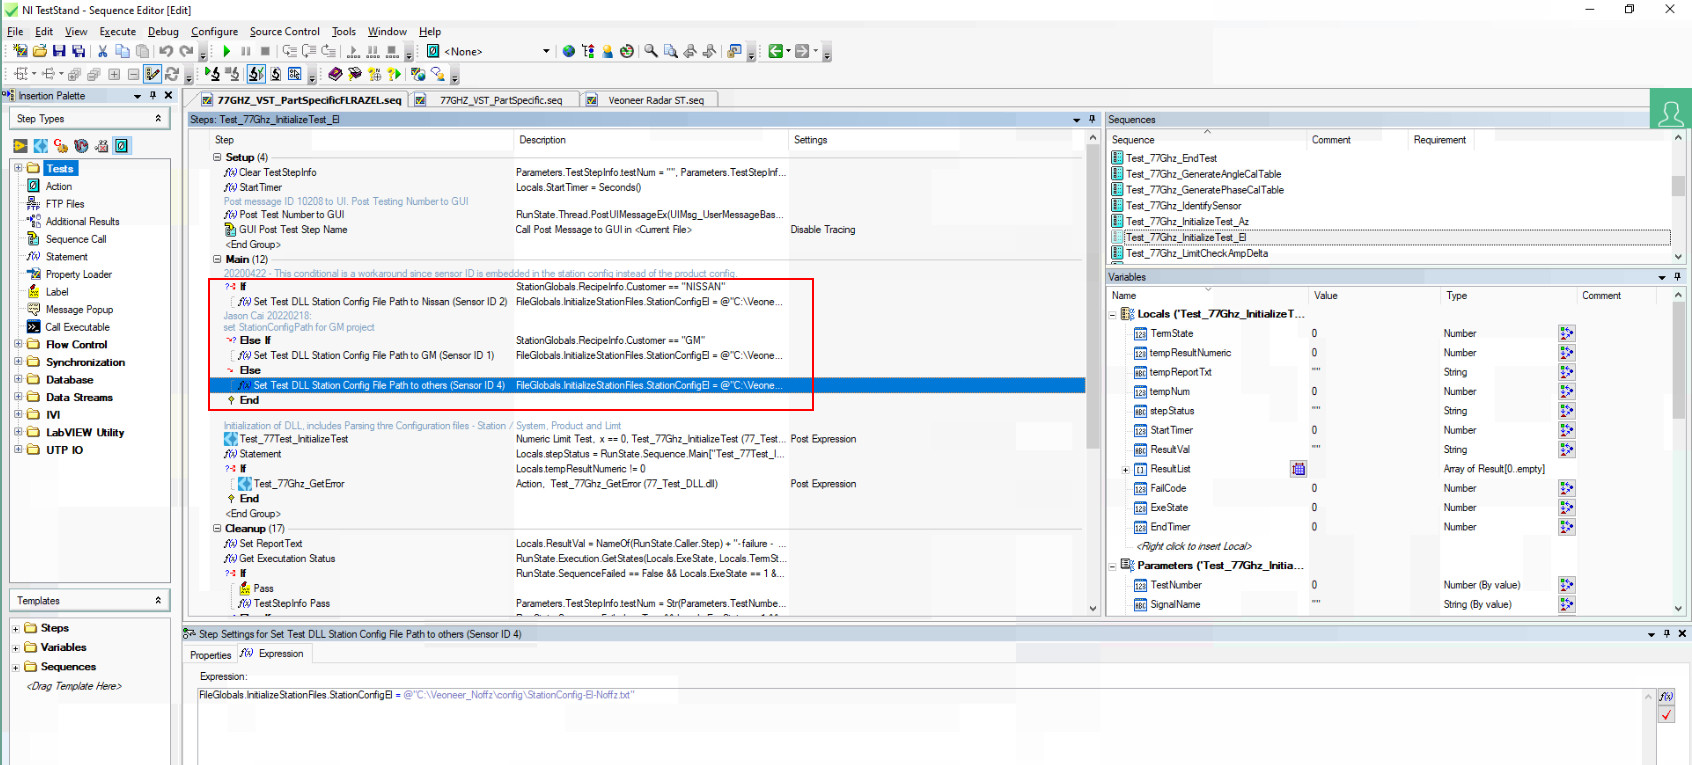 NI TestStand - Sequence Editor [Edit]
File Edit View Execute Debug Configure Source Control Tools Window Help
<None>
Insertion Palette
Step Types
Tests
Action
FTP Files
Additional Results
Sequence Call
Statement
Property Loader
Label
Message Popup
Call Executable
Flow Control
Synchronization
Database
Data Streams
IVI
LabVIEW Utility
UTP IO
Templates
Steps
Variables
Sequences
<Drag Template Here>
77GHZ_VST_PartSpecificFLRAZEL.seq 77GHZ_VST_PartSpecific.seq Veoneer Radar ST.seq
Steps: Test_77Ghz_InitializeTest_El
Step Description Settings
Setup (4)
Clear TestStepInfo Parameters.TestStepInfo.testNum = "", Parameters.TestStepInf...
StartTimer Locals.StartTimer = Seconds()
Post message ID 10208 to UI. Post Testing Number to GUI
Post Test Number to GUI RunState.Thread.PostUIMessageEx(UIMsg_UserMessageBas...
GUI Post Test Step Name Call Post Message to GUI in <Current File> Disable Tracing
<End Group>
Main (12)
20200422 - This conditional is a workaround since sensor ID is embedded in the station config instead of the product config.
If StationGlobals.RecipeInfo.Customer == "NISSAN"
Set Test DLL Station Config File Path to Nissan (Sensor ID 2) FileGlobals.InitializeStationFiles.StationConfigEl = @"C:\Veone...
Jason Cai 20220218:
set StationConfigPath for GM project
Else If StationGlobals.RecipeInfo.Customer == "GM"
Set Test DLL Station Config File Path to GM (Sensor ID 1) FileGlobals.InitializeStationFiles.StationConfigEl = @"C:\Veone...
Else
Set Test DLL Station Config File Path to others (Sensor ID 4) FileGlobals.InitializeStationFiles.StationConfigEl = @"C:\Veone...
End
Initialization of DLL, includes Parsing thre Configuration files - Station / System, Product and Limt
Test_77Test_InitializeTest Numeric Limit Test, x == 0, Test_77Ghz_InitializeTest (77_Test... Post Expression
Statement Locals.stepStatus = RunState.Sequence.Main["Test_77Test_I...
If Locals.tempResultNumeric != 0
Test_77Ghz_GetError Action, Test_77Ghz_GetError (77_Test_DLL.dll) Post Expression
End
<End Group>
Cleanup (17)
Set ReportText Locals.ResultVal = NameOf(RunState.Caller.Step) + "-failure - ...
Get Execution Status RunState.Execution.GetStates(Locals.ExeState, Locals.TermSt...
If RunState.SequenceFailed == False && Locals.ExeState == 1 &...
Pass
TestStepInfo Pass Parameters.TestStepInfo.testNum = Str(Parameters.TestNumbe...
Sequences
Sequence Comment Requirement
Test_77Ghz_EndTest
Test_77Ghz_GenerateAngleCalTable
Test_77Ghz_GeneratePhaseCalTable
Test_77Ghz_IdentifySensor
Test_77Ghz_InitializeTest_Az
Test_77Ghz_InitializeTest_El
Test_77Ghz_LimitCheckAmpDelta
Variables
Name Value Type Comment
Locals ('Test_77Ghz_InitializeT...
TermState 0 Number
tempResultNumeric 0 Number
tempReportTxt "" String
tempNum 0 Number
stepStatus "" String
StartTimer 0 Number
ResultVal "" String
ResultList Array of Result[0..empty]
FailCode 0 Number
ExeState 0 Number
EndTimer 0 Number
<Right click to insert Local>
Parameters ('Test_77Ghz_Initia...
TestNumber 0 Number (By value)
SignalName "" String (By value)
Step Settings for Set Test DLL Station Config File Path to others (Sensor ID 4)
Properties f(x) Expression
Expression:
FileGlobals.InitializeStationFiles.StationConfigEl = @"C:\Veoneer_Noffz\config\StationConfig-El-Noffz.txt"